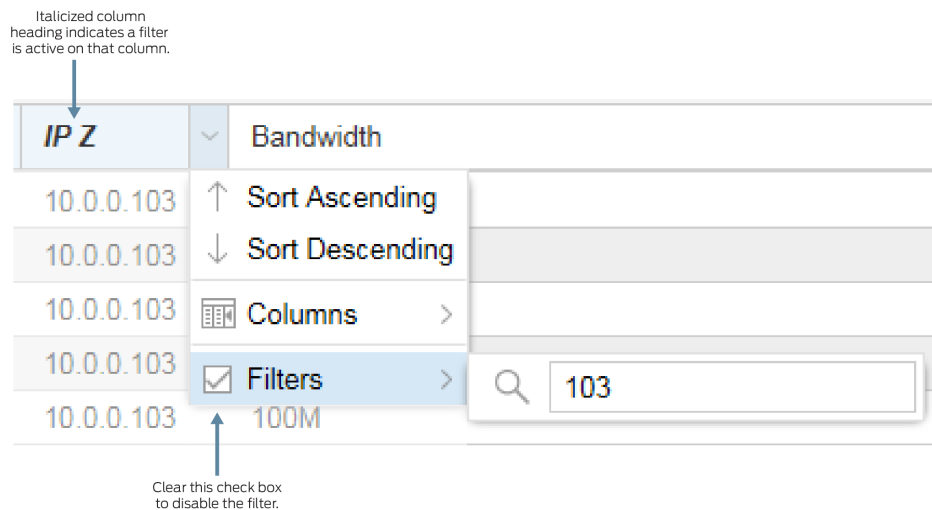 Italicized column
heading indicates a filter
is active on that column.
IP Z
Bandwidth
10.0.0.103
Sort Ascending
10.0.0.103
Sort Descending
10.0.0.103
Columns
10.0.0.103
Filters
103
10.0.0.103
100M
Clear this check box
to disable the filter.